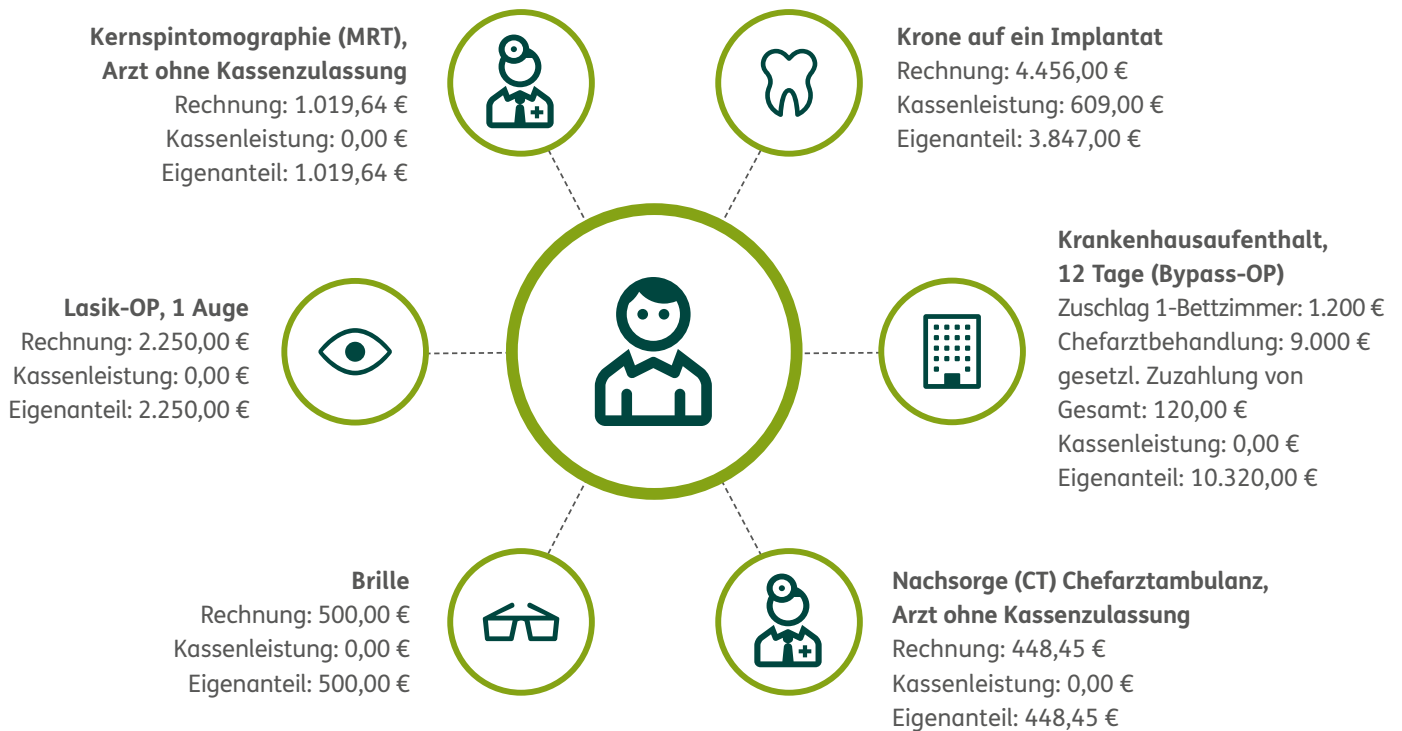 Kernspintomographie (MRT),
Arzt ohne Kassenzulassung
Rechnung: 1.019,64 €
Kassenleistung: 0,00 €
Eigenanteil: 1.019,64 €
Krone auf ein Implantat
Rechnung: 4.456,00 €
Kassenleistung: 609,00 €
Eigenanteil: 3.847,00 €
Lasik-OP, 1 Auge
Rechnung: 2.250,00 €
Kassenleistung: 0,00 €
Eigenanteil: 2.250,00 €
Krankenhausaufenthalt,
12 Tage (Bypass-OP)
Zuschlag 1-Bettzimmer: 1.200 €
Chefarztbehandlung: 9.000 €
gesetzl. Zuzahlung von
Gesamt: 120,00 €
Kassenleistung: 0,00 €
Eigenanteil: 10.320,00 €
Brille
Rechnung: 500,00 €
Kassenleistung: 0,00 €
Eigenanteil: 500,00 €
Nachsorge (CT) Chefarztambulanz,
Arzt ohne Kassenzulassung
Rechnung: 448,45 €
Kassenleistung: 0,00 €
Eigenanteil: 448,45 €